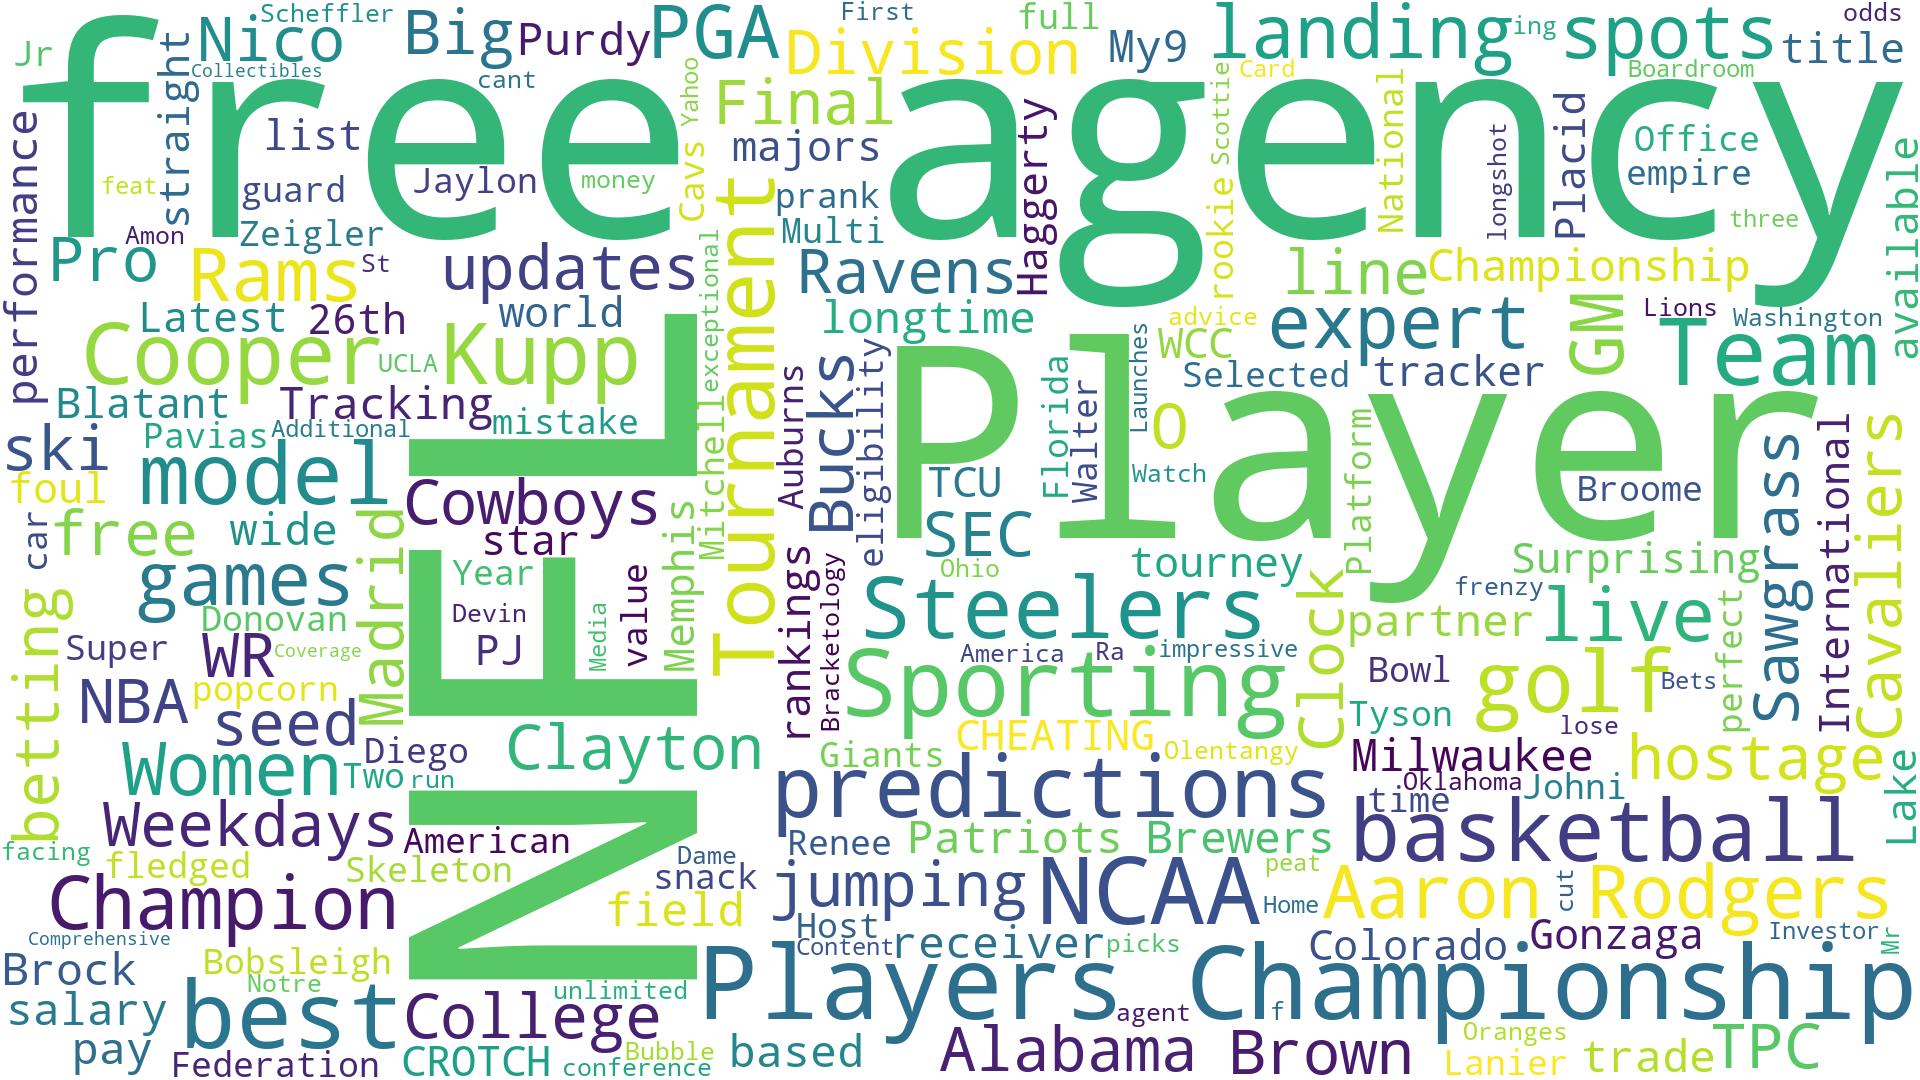 free agency
Player
NFL
Players Championship
Scheffler
Jr
Nico
straight
Collectibles
Big
Purdy
PGA
First
full
Division
My9
landing spots
ing
odds
title
cant
Yahoo
Final
Card
Boardroom
performance
list
majors
Haggerty
Scottie
National
longshot
Placid
Office
available
feat
guard
Jaylon
money
Cavs
prank
rookie
empire
Amon
Zeigler
Multi
three
Pro
Rams
St
updates
exceptional
Tournament
Ravens
line
Championship
Latest
26th
world
longtime
advice
expert
GM
Lions
Washington
Cooper Kupp
UCLA
WCC
Team
Launches
Selected
tracker
Blatant
Tracking
mistake
Mitchell
Auburns
Bucks
eligibility
Florida
Walter
O
Platform
Pavias
Additional
ski
model
foul
Cowboys
TCU
Watch
Broome
Sawgrass
International
Cavaliers
car
free
wide
Madrid
star
Memphis
SEC
tourney
Surprising
games
Year
Ohio
frenzy
betting
Donovan
Devin
Media
value
rankings
Bracketology
Steelers
Clock
partner
live
perfect
Super
WR
Coverage
PJ
America
Ra
impressive
Bowl
golf
Bets
NBA
popcorn
seed
Sporting
Tyson
lose
Women
Diego
Clayton
Giants
CHEATING
Olentangy
Milwaukee
hostage
Two
run
predictions
Oklahoma
Johni
time
Lake
Weekdays
American
Renee
Patriots
Brewers
basketball
facing
fledged
Skeleton
Dame
snack
jumping
NCAA
peat
Aaron Rodgers
cut
Champion
field
Host
Home
Comprehensive
Content
receiver
picks
Colorado
Gonzaga
Investor
Mr
Brock
Bobsleigh
Notre
salary
best
College
unlimited
agent
f
Oranges
pay
Federation
CROTCH
Bubble
conference
based
Alabama
Brown
Lanier
trade
TPC